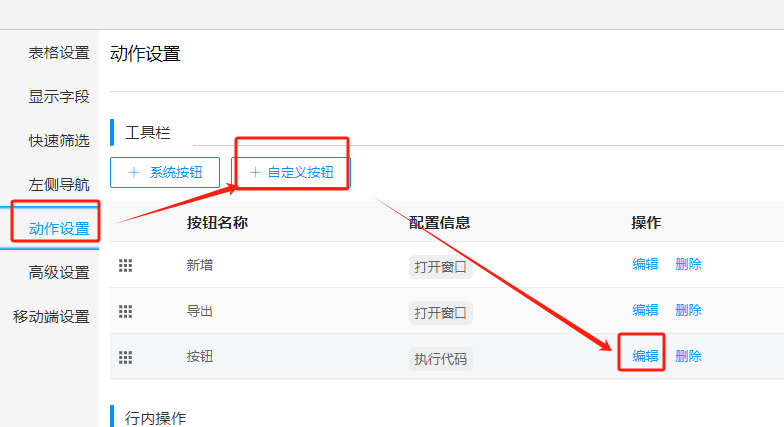 表格设置
显示字段
快速筛选
左侧导航
动作设置
高级设置
移动端设置
动作设置
工具栏
+ 系统按钮 + 自定义按钮
按钮名称 配置信息 操作
新增 打开窗口 编辑 删除
导出 打开窗口 编辑 删除
按钮 执行代码 编辑 删除
行内操作